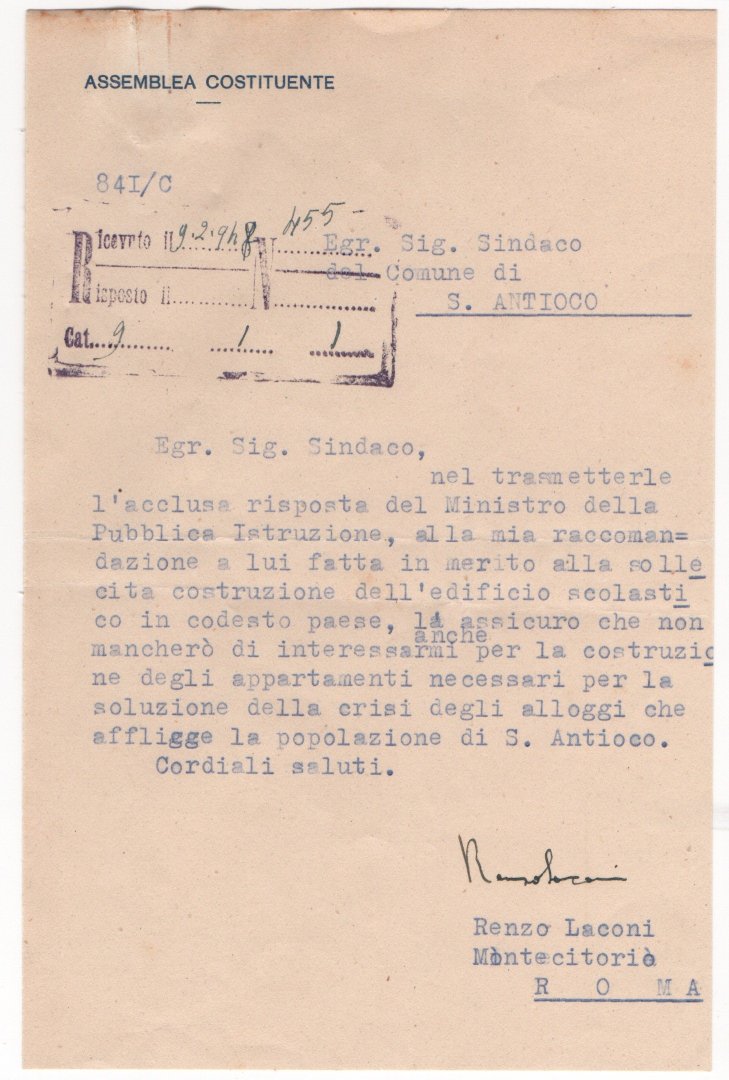 ASSEMBLEA COSTITUENTE
841/C
Ricevuto il 9.2.948 N 455
Risposto il
Cat. 9 1 1
Egr. Sig. Sindaco
del Comune di
S. ANTIOCO
Egr. Sig. Sindaco,
nel trasmetterle
l'acclusa risposta del Ministro della
Pubblica Istruzione, alla mia raccoman=
dazione a lui fatta in merito alla solle
cita costruzione dell'edificio scolasti
co in codesto paese, la assicuro che non
anche
mancherò di interessarmi per la costruzio
ne degli appartamenti necessari per la
soluzione della crisi degli alloggi che
affligge la popolazione di S. Antioco.
Cordiali saluti.
Renzo Laconi
Renzo Laconi
Montecitorio
R O M A